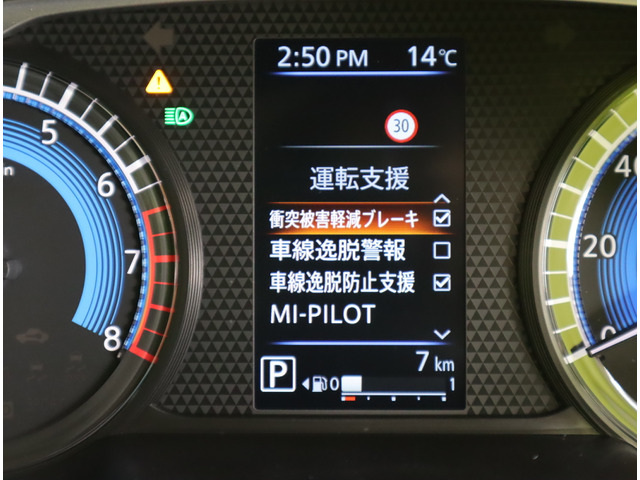 2:50 PM 14℃
30
運転支援
衝突被害軽減ブレーキ
車線逸脱警報
車線逸脱防止支援
MI-PILOT
7 km
P
0 1
5
6
7
8
A
40
20
0